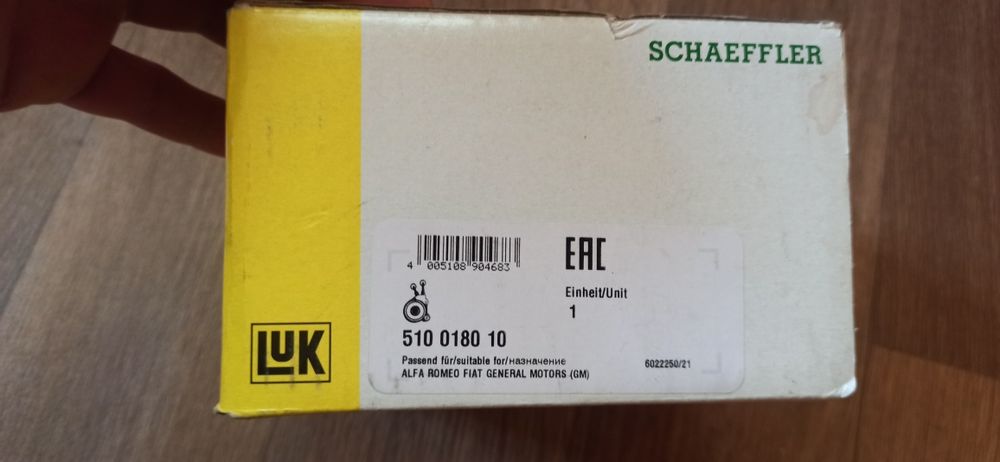 SCHAEFFLER
4 005108 904683
EAC
Einheit/Unit
1
510 0180 10
Passend für/suitable for/назначение
ALFA ROMEO FIAT GENERAL MOTORS (GM)
6022250/21
LUK